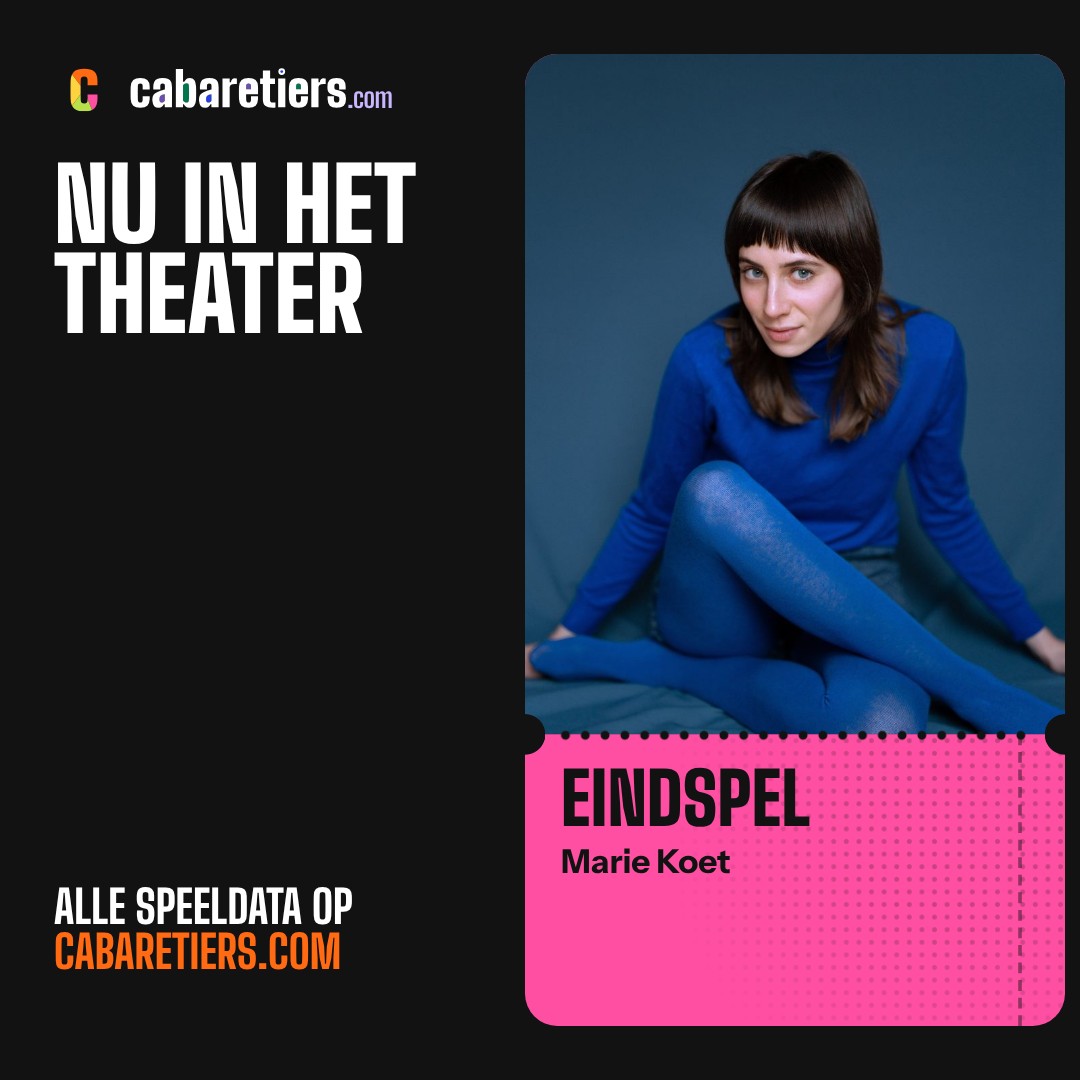 cabaretiers.com
NU IN HET
THEATER
EINDSPEL
Marie Koet
ALLE SPEELDATA OP
CABARETIERS.COM